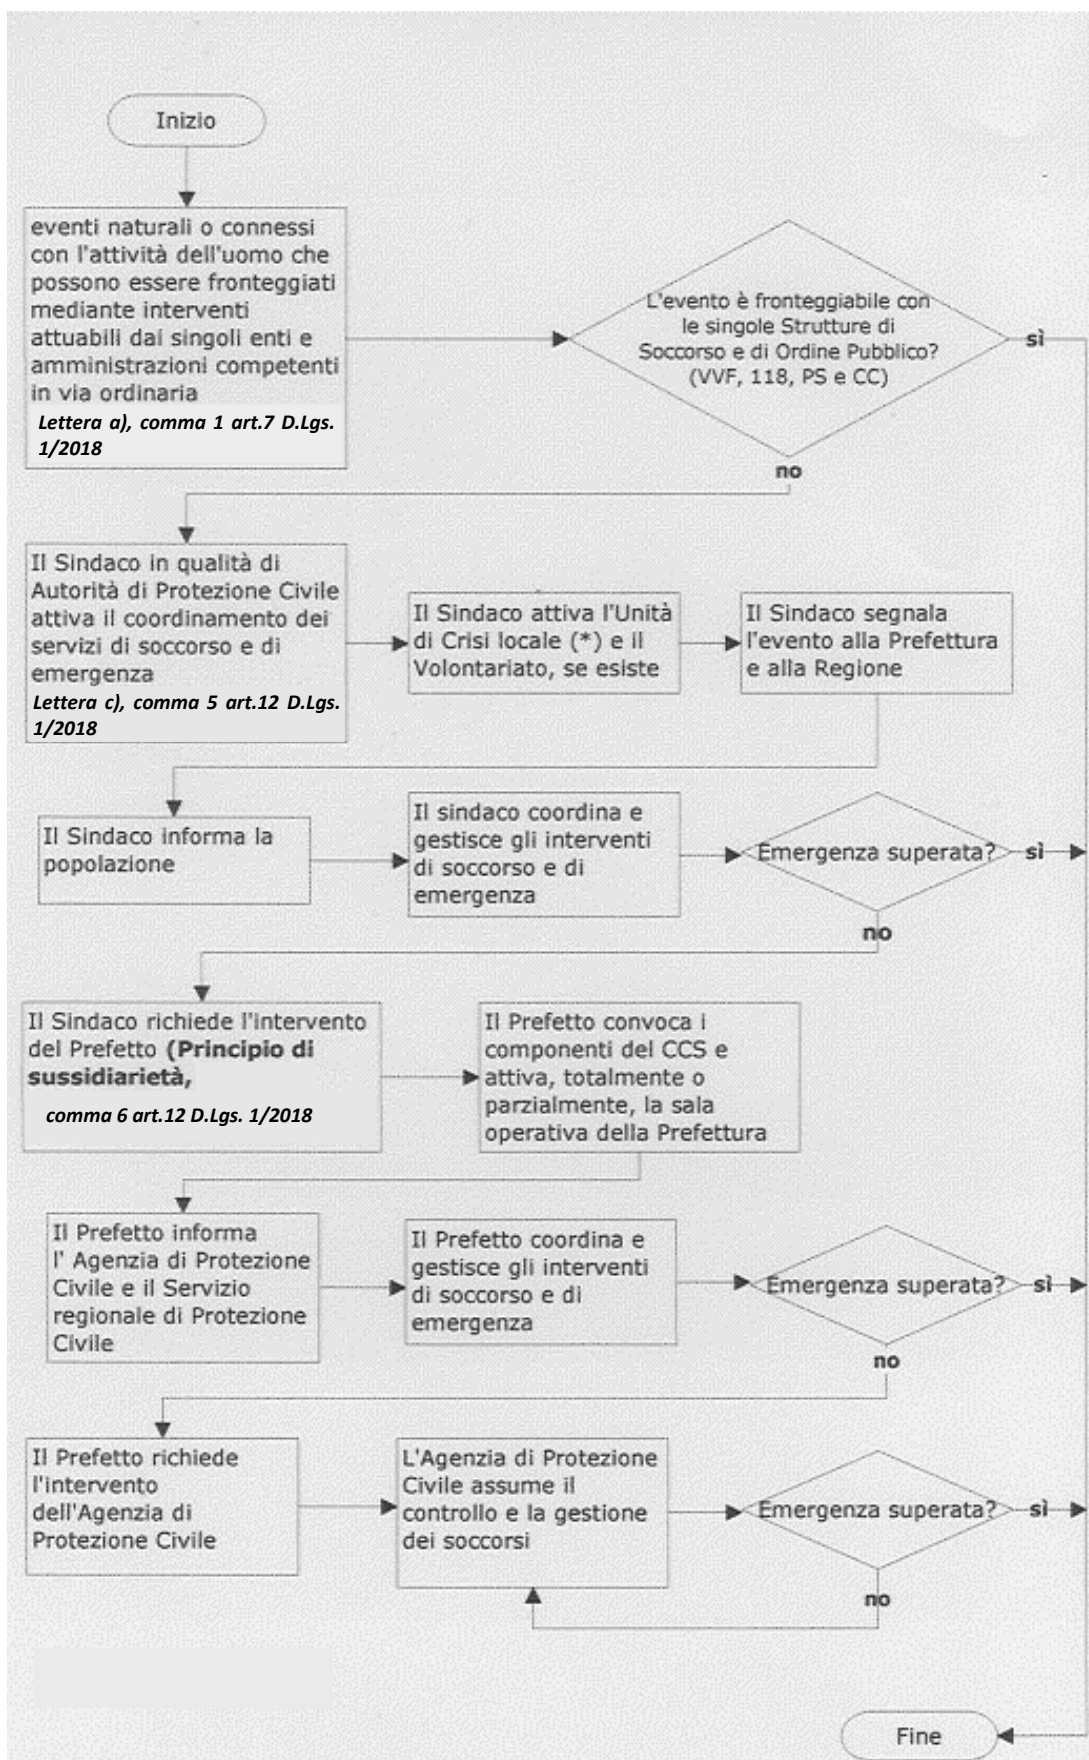 Inizio
eventi naturali o connessi
con l'attività dell'uomo che
possono essere fronteggiati
mediante interventi
attuabili dai singoli enti e
amministrazioni competenti
in via ordinaria
Lettera a), comma 1 art.7 D.Lgs.
1/2018
L'evento è fronteggiabile con
le singole Strutture di
Soccorso e di Ordine Pubblico?
(VVF, 118, PS e CC)
sì
no
Il Sindaco in qualità di
Autorità di Protezione Civile
attiva il coordinamento dei
servizi di soccorso e di
emergenza
Lettera c), comma 5 art.12 D.Lgs.
1/2018
Il Sindaco attiva l'Unità
di Crisi locale (*) e il
Volontariato, se esiste
Il Sindaco segnala
l'evento alla Prefettura
e alla Regione
Il Sindaco informa la
popolazione
Il sindaco coordina e
gestisce gli interventi
di soccorso e di
emergenza
Emergenza superata?
sì
no
Il Sindaco richiede l'intervento
del Prefetto (Principio di
sussidiarietà,
comma 6 art.12 D.Lgs. 1/2018
Il Prefetto convoca i
componenti del CCS e
attiva, totalmente o
parzialmente, la sala
operativa della Prefettura
Il Prefetto informa
l' Agenzia di Protezione
Civile e il Servizio
regionale di Protezione
Civile
Il Prefetto coordina e
gestisce gli interventi
di soccorso e di
emergenza
Emergenza superata?
sì
no
Il Prefetto richiede
l'intervento
dell'Agenzia di
Protezione Civile
L'Agenzia di Protezione
Civile assume il
controllo e la gestione
dei soccorsi
Emergenza superata?
sì
no
Fine